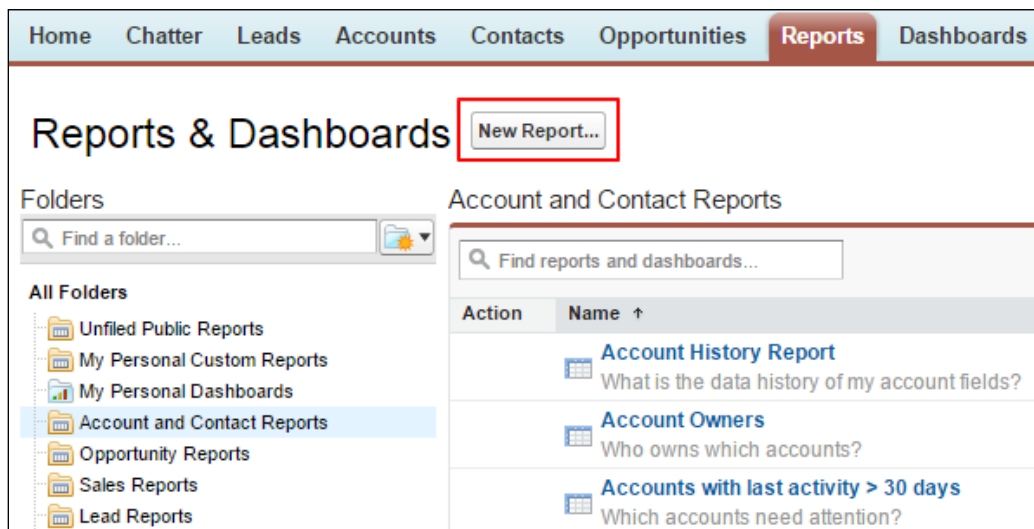 Home Chatter Leads Accounts Contacts Opportunities Reports Dashboards
Reports & Dashboards New Report...
Folders
Find a folder...
All Folders
Unfiled Public Reports
My Personal Custom Reports
My Personal Dashboards
Account and Contact Reports
Opportunity Reports
Sales Reports
Lead Reports
Account and Contact Reports
Find reports and dashboards...
Action Name ↑
Account History Report
What is the data history of my account fields?
Account Owners
Who owns which accounts?
Accounts with last activity > 30 days
Which accounts need attention?